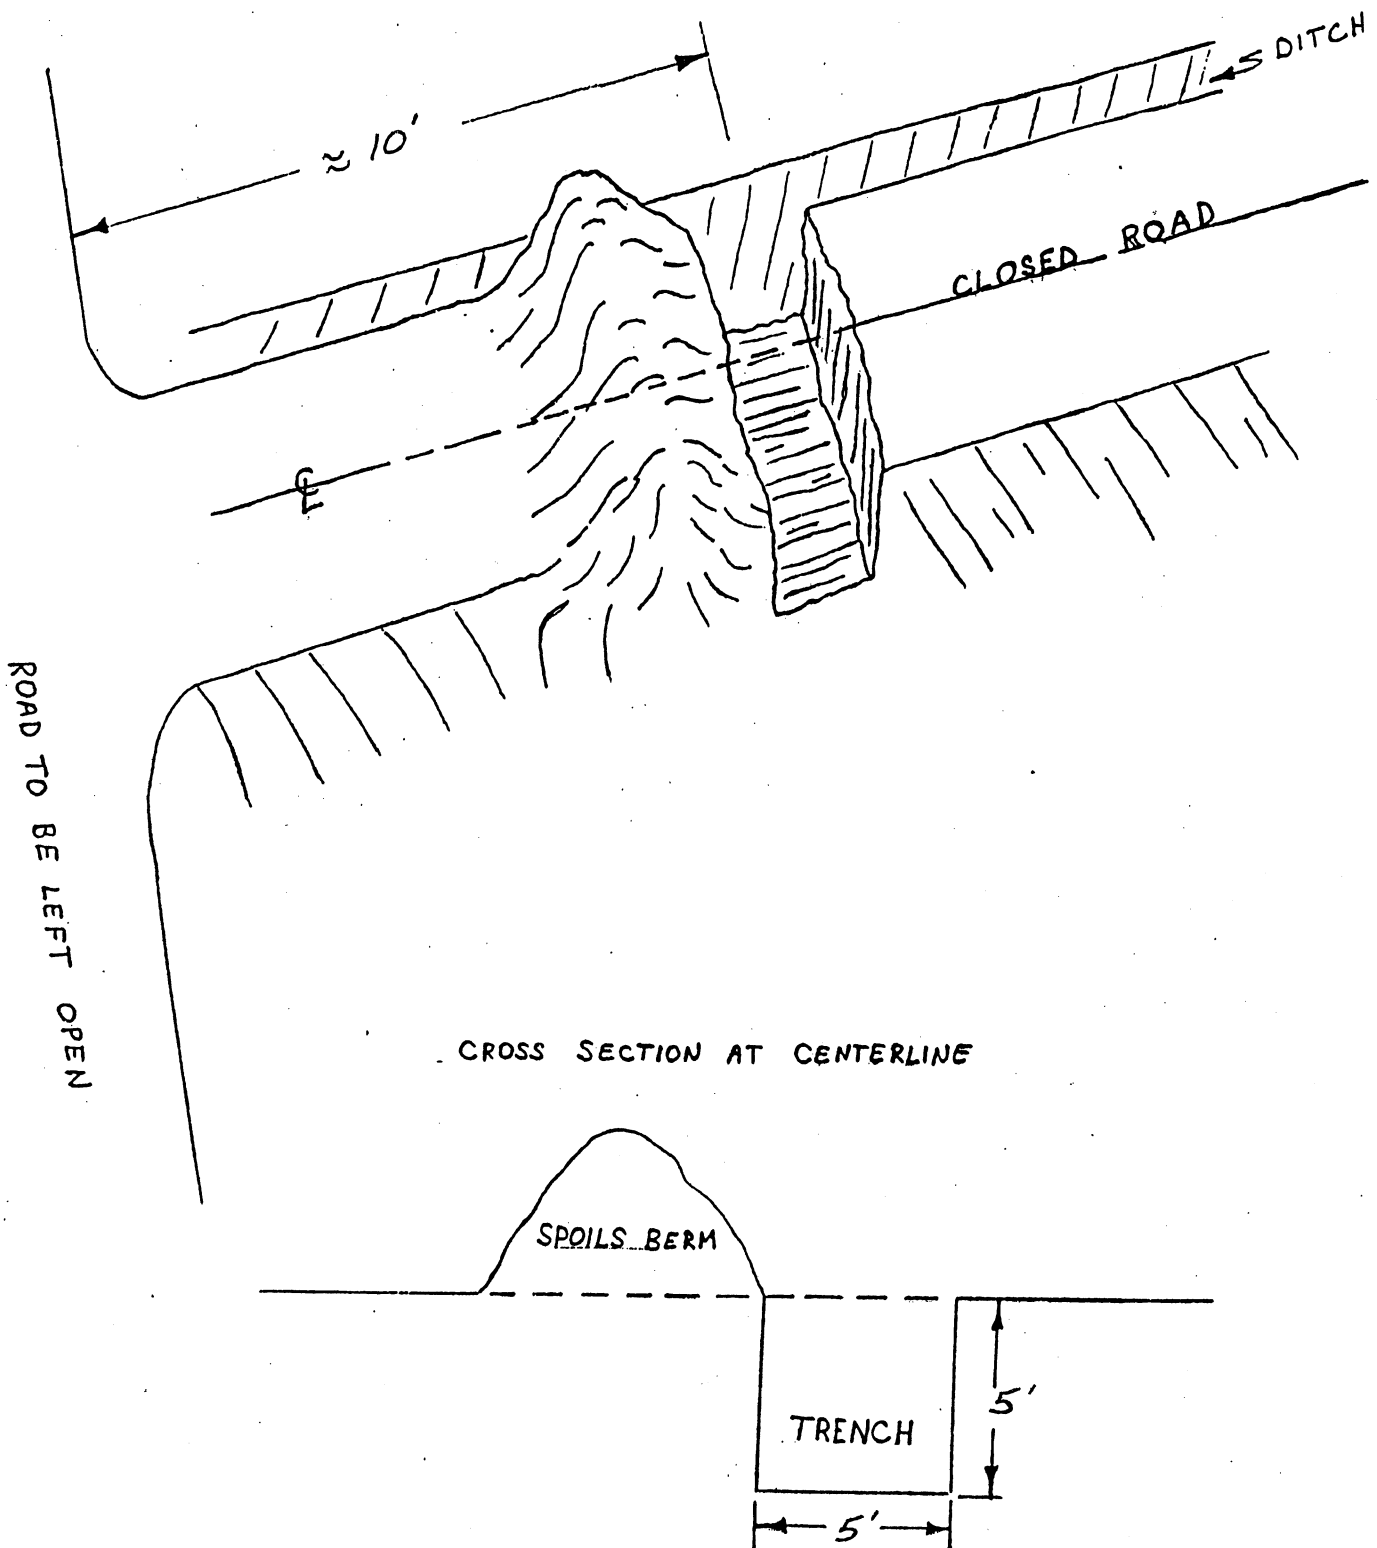 DITCH
≈ 10'
CLOSED ROAD
℄
ROAD TO BE LEFT OPEN
CROSS SECTION AT CENTERLINE
SPOILS BERM
5'
TRENCH
5'